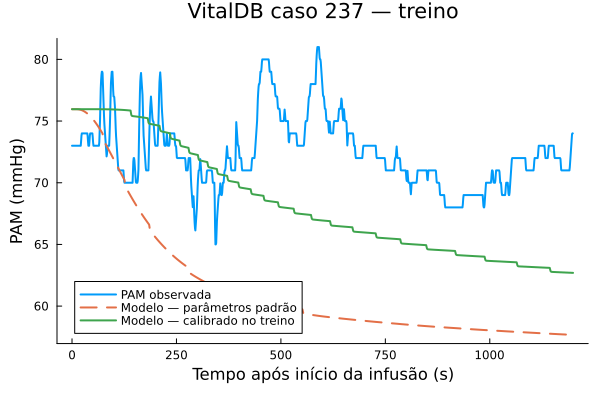 VitalDB caso 237 — treino
PAM (mmHg)
80
75
70
65
60
PAM observada
Modelo — parâmetros padrão
Modelo — calibrado no treino
0
250
500
750
1000
Tempo após início da infusão (s)